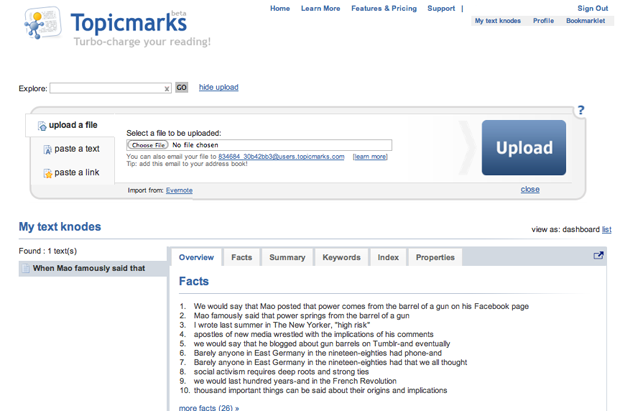 Home Learn More Features & Pricing Support | Sign Out
beta
Topicmarks
Turbo-charge your reading!
My text knodes Profile Bookmarklet
Explore: x GO hide upload
?
upload a file
paste a text
paste a link
Select a file to be uploaded:
Choose File No file chosen
You can also email your file to 834684_30b42bb3@users.topicmarks.com [learn more]
Tip: add this email to your address book!
Upload
Import from: Evernote
close
My text knodes
view as: dashboard list
Found : 1 text(s)
When Mao famously said that
Overview Facts Summary Keywords Index Properties
Facts
1. We would say that Mao posted that power comes from the barrel of a gun on his Facebook page
2. Mao famously said that power springs from the barrel of a gun
3. I wrote last summer in The New Yorker, "high risk"
4. apostles of new media wrestled with the implications of his comments
5. we would say that he blogged about gun barrels on Tumblr-and eventually
6. Barely anyone in East Germany in the nineteen-eighties had phone-and
7. Barely anyone in East Germany in the nineteen-eighties had that we all thought
8. social activism requires deep roots and strong ties
9. we would last hundred years-and in the French Revolution
10. thousand important things can be said about their origins and implications
more facts (26) »